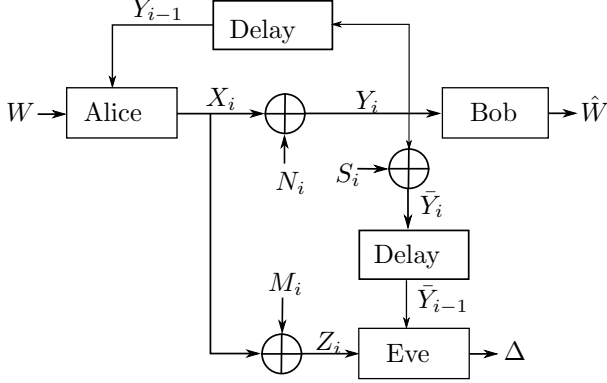 Y_{i−1}
Delay
W
Alice
X_i
Y_i
Bob
Ŵ
N_i
S_i
Ȳ_i
Delay
M_i
Ȳ_{i−1}
Z_i
Eve
Δ